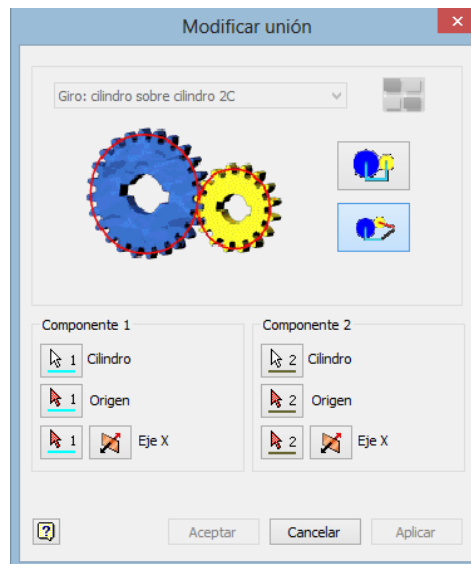 Modificar unión
Giro: cilindro sobre cilindro 2C
Componente 1
1 Cilindro
1 Origen
1 Eje X
Componente 2
2 Cilindro
2 Origen
2 Eje X
?
Aceptar
Cancelar
Aplicar